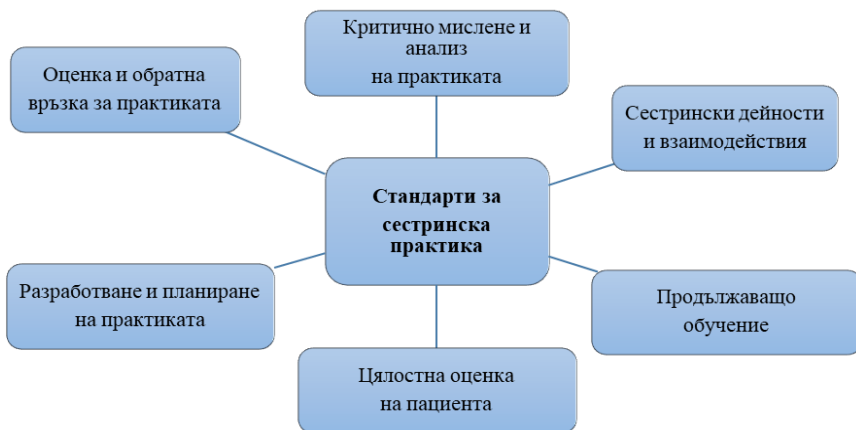 Критично мислене и
анализ
на практиката
Оценка и обратна
връзка за практиката
Сестрински дейности
и взаимодействия
Стандарти за
сестринска
практика
Разработване и планиране
на практиката
Продължаващо
обучение
Цялостна оценка
на пациента